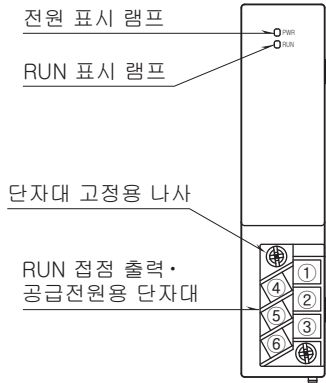 전원 표시 램프
PWR
RUN
RUN 표시 램프
단자대 고정용 나사
RUN 접점 출력・
공급전원용 단자대
①
④
②
⑤
③
⑥